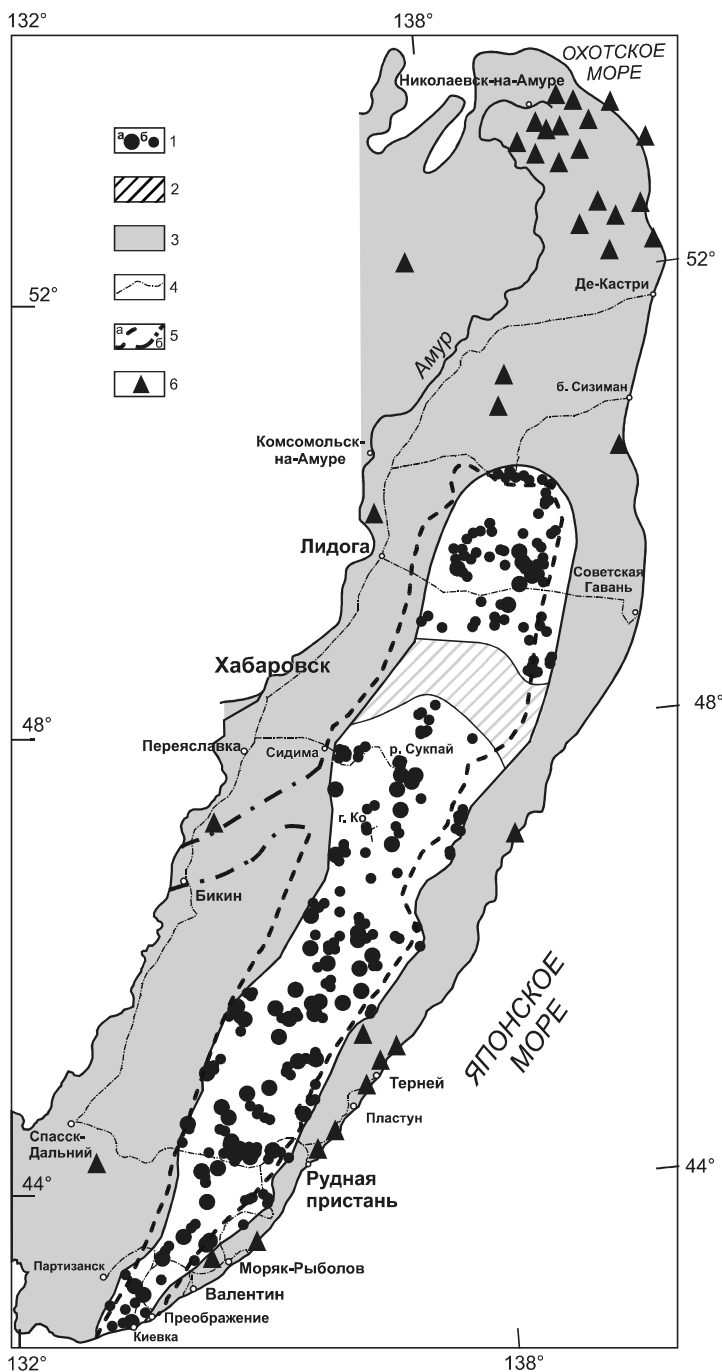 132°
138°
ОХОТСКОЕ
МОРЕ
Николаевск-на-Амуре
а б 1
2
3
4
а б 5
6
52°
52°
Де-Кастри
Амур
б. Сизиман
Комсомольск-
на-Амуре
Лидога
Советская
Гавань
Хабаровск
48°
48°
Переяславка
Сидима
р. Сукпай
г. Ко
Бикин
ЯПОНСКОЕ
МОРЕ
Терней
Пластун
Спасск-
Дальний
44°
44°
Рудная
пристань
Партизанск
Моряк-Рыболов
Валентин
Преображение
Киевка
132°
138°